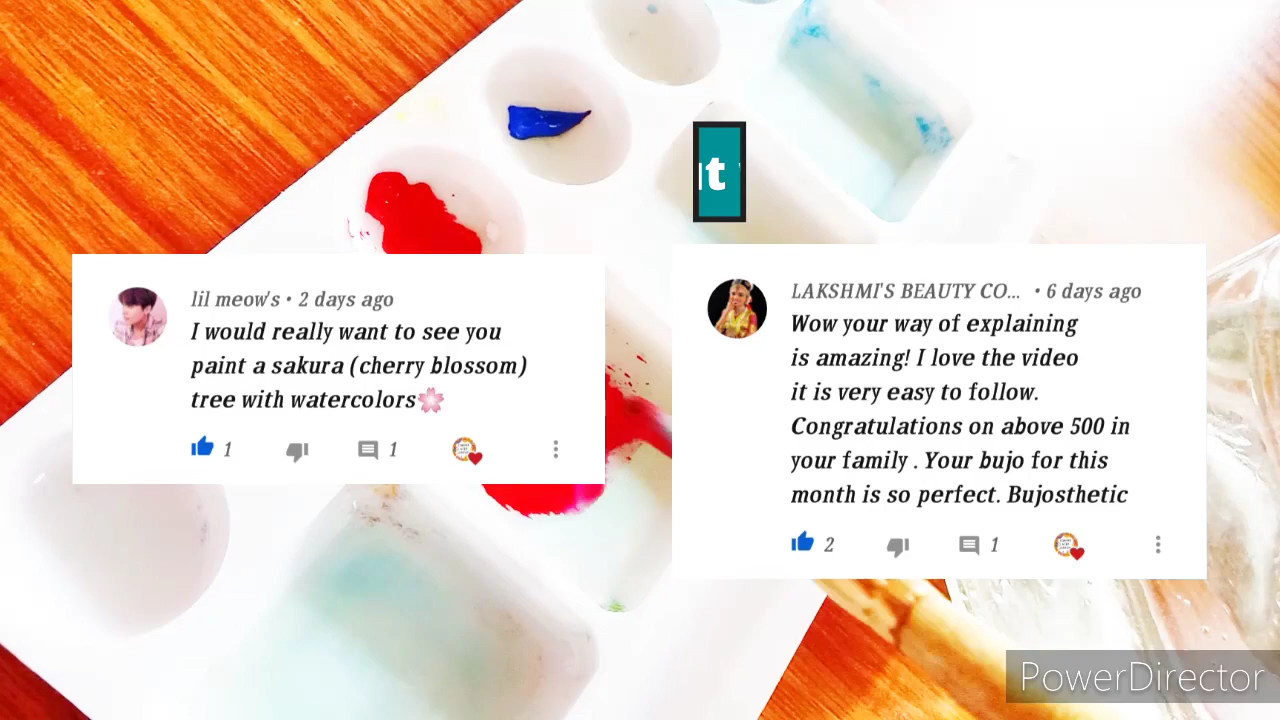 t
lil meow's • 2 days ago
I would really want to see you
paint a sakura (cherry blossom)
tree with watercolors🌸
1
1
LAKSHMI'S BEAUTY CO... • 6 days ago
Wow your way of explaining
is amazing! I love the video
it is very easy to follow.
Congratulations on above 500 in
your family . Your bujo for this
month is so perfect. Bujosthetic
2
1
PowerDirector